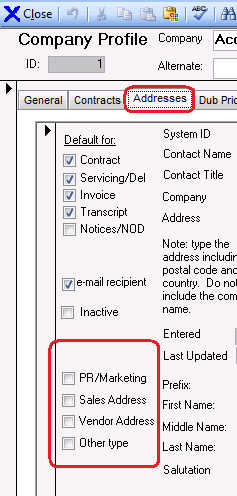 Close
ABC
Company Profile
Company
Acc
ID:
1
Alternate:
General
Contracts
Addresses
Dub Pric
Default for:
Contract
Servicing/Del
Invoice
Transcript
Notices/NOD
e-mail recipient
Inactive
PR/Marketing
Sales Address
Vendor Address
Other type
System ID
Contact Name
Contact Title
Company
Address
Note: type the
address includin
postal code and
country. Do no
include the com
name.
Entered
Last Updated
Prefix:
First Name:
Middle Name:
Last Name:
Salutation